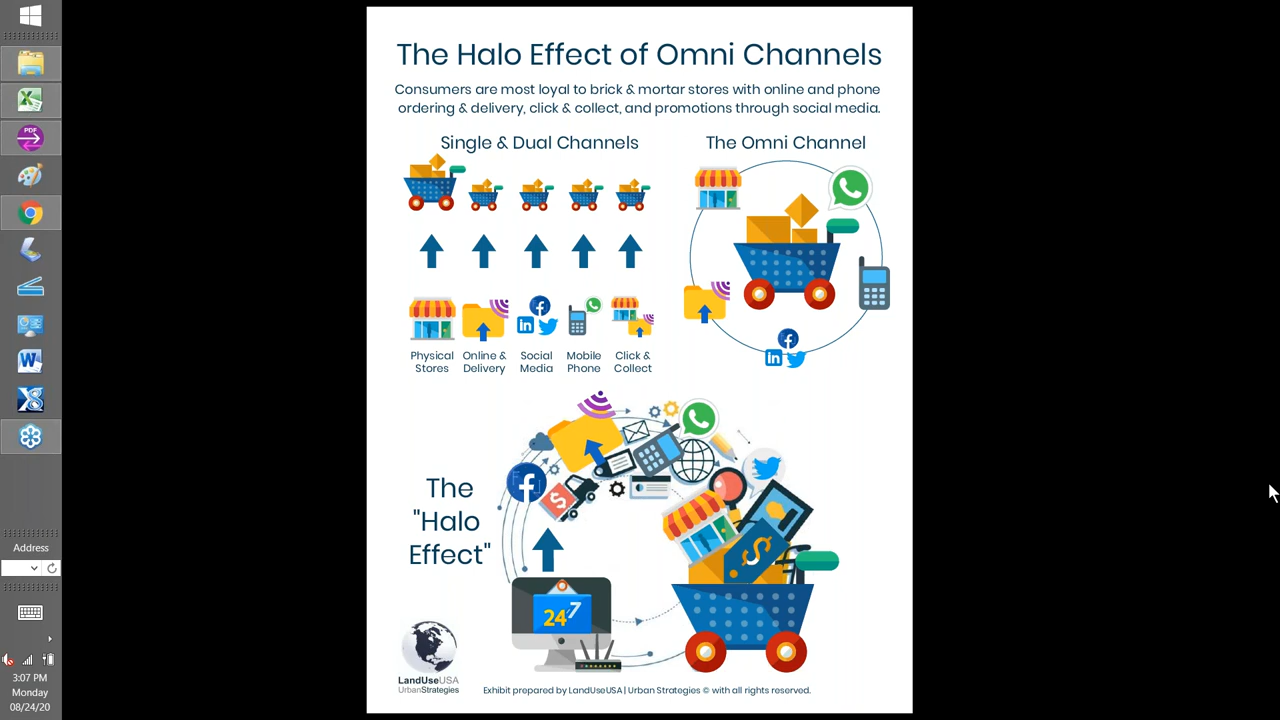 The Halo Effect of Omni Channels
Consumers are most loyal to brick & mortar stores with online and phone
ordering & delivery, click & collect, and promotions through social media.
Single & Dual Channels
The Omni Channel
Physical
Stores
Online &
Delivery
Social
Media
Mobile
Phone
Click &
Collect
The
"Halo
Effect"
24/7
LandUseUSA
UrbanStrategies
Exhibit prepared by LandUseUSA | Urban Strategies © with all rights reserved.
PDF
Address
3:07 PM
Monday
08/24/20